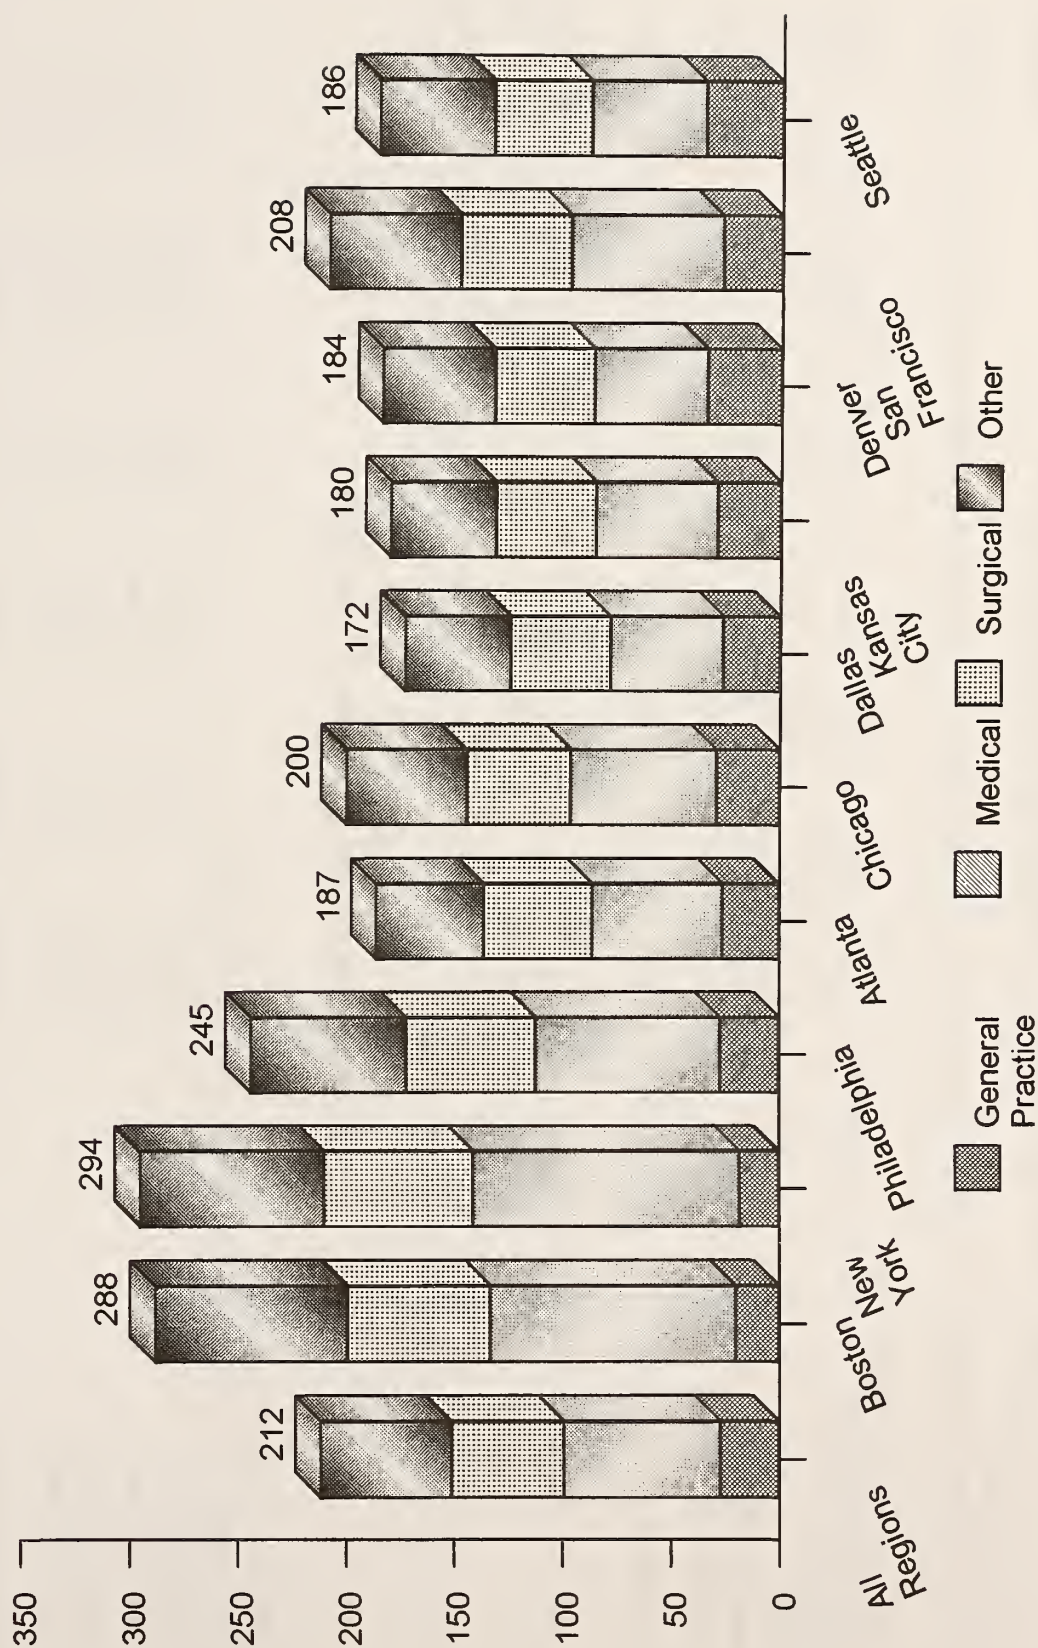 350
300
250
200
150
100
50
0
212
288
294
245
187
200
172
180
184
208
186
All
Regions
Boston
New
York
Philadelphia
Atlanta
Chicago
Dallas
Kansas
City
Denver
San
Francisco
Seattle
General
Practice
Medical
Surgical
Other